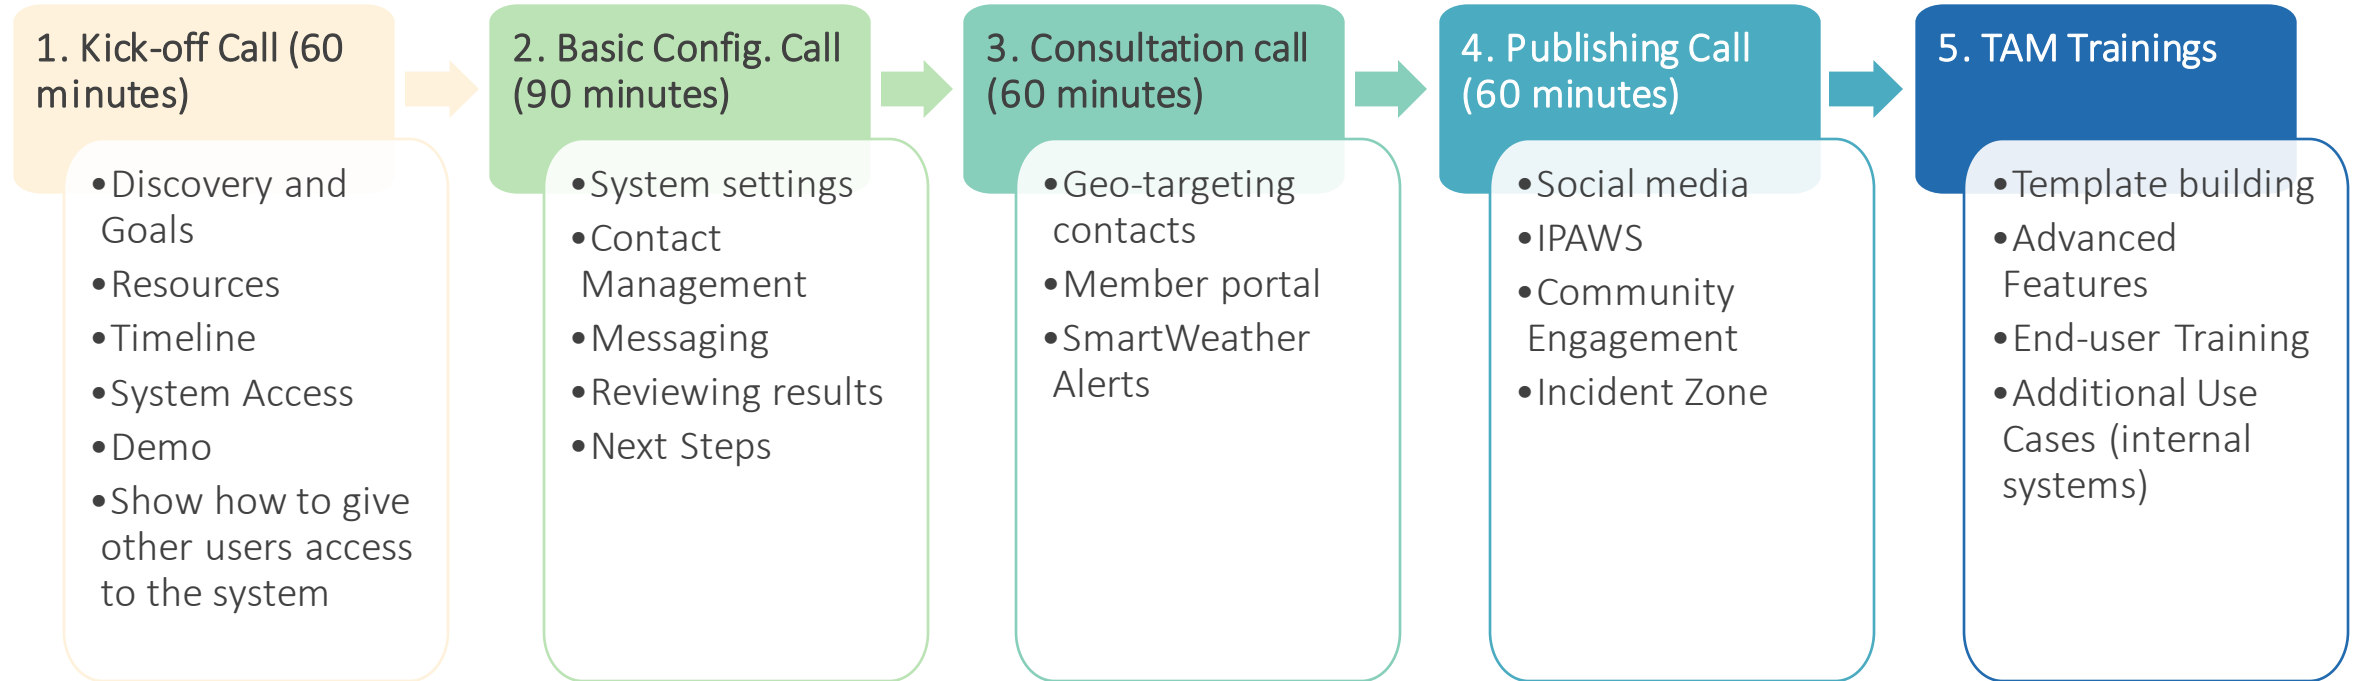 1. Kick-off Call (60
minutes)
•Discovery and
Goals
•Resources
•Timeline
•System Access
•Demo
•Show how to give
other users access
to the system
2. Basic Config. Call
(90 minutes)
•System settings
•Contact
Management
•Messaging
•Reviewing results
•Next Steps
3. Consultation call
(60 minutes)
•Geo-targeting
contacts
•Member portal
•SmartWeather
Alerts
4. Publishing Call
(60 minutes)
•Social media
•IPAWS
•Community
Engagement
•Incident Zone
5. TAM Trainings
•Template building
•Advanced
Features
•End-user Training
•Additional Use
Cases (internal
systems)